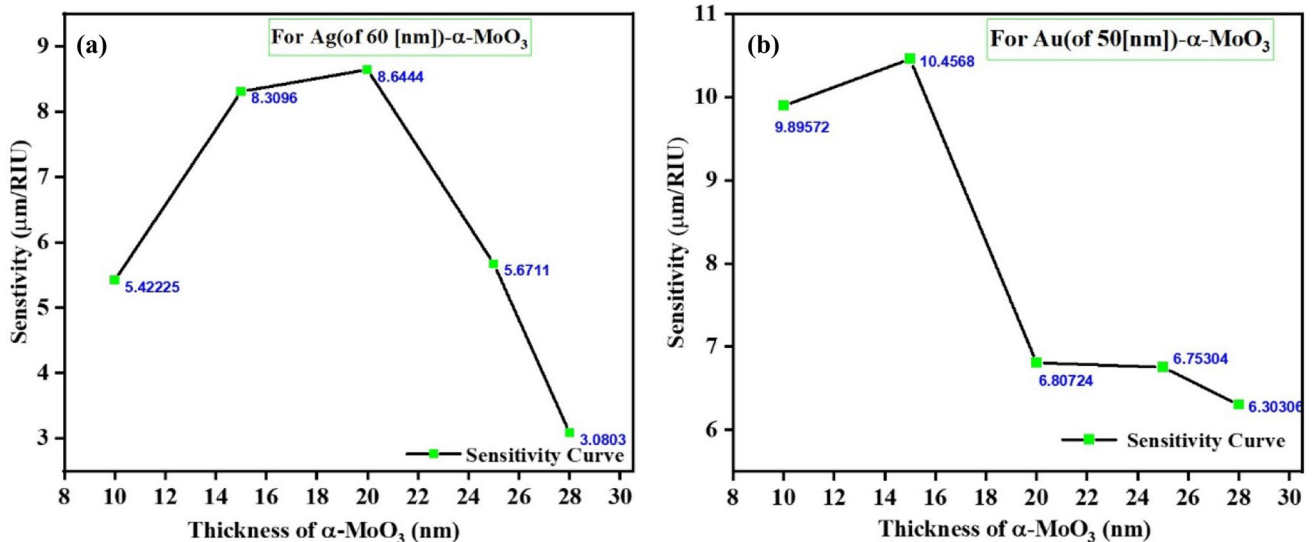 (a)
For Ag(of 60 [nm])-α-MoO₃
9
8
7
6
5
4
3
Senstivity (μm/RIU)
5.42225
8.3096
8.6444
5.6711
3.0803
Sensitivity Curve
8 10 12 14 16 18 20 22 24 26 28 30
Thickness of α-MoO₃ (nm)
(b)
For Au(of 50[nm])-α-MoO₃
11
10
9
8
7
6
Sensitivity (μm/RIU)
9.89572
10.4568
6.80724
6.75304
6.30306
Sensitivity Curve
8 10 12 14 16 18 20 22 24 26 28 30
Thickness of α-MoO₃ (nm)